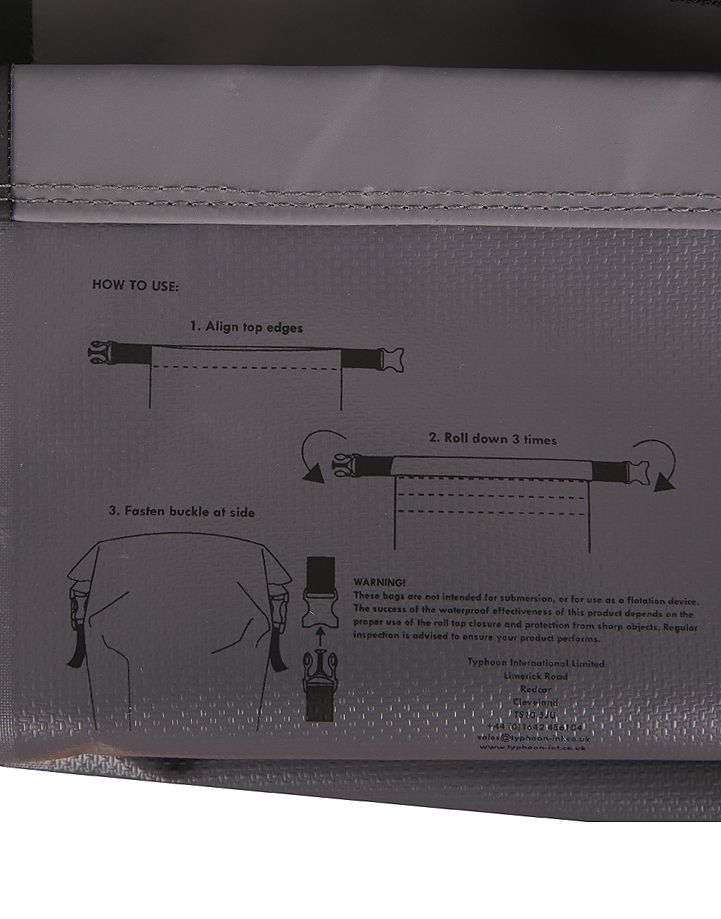 HOW TO USE:
1. Align top edges
2. Roll down 3 times
3. Fasten buckle at side
WARNING!
These bags are not intended for submersion, or for use as a flotation device.
The success of the waterproof effectiveness of this product depends on the
proper use of the roll top closure and protection from sharp objects. Regular
inspection is advised to ensure your product performs.
Typhoon International Limited
Limerick Road
Redcar
Cleveland
TS10 5JU
+44 (0)1642 486104
sales@typhoon-int.co.uk
www.typhoon-int.co.uk